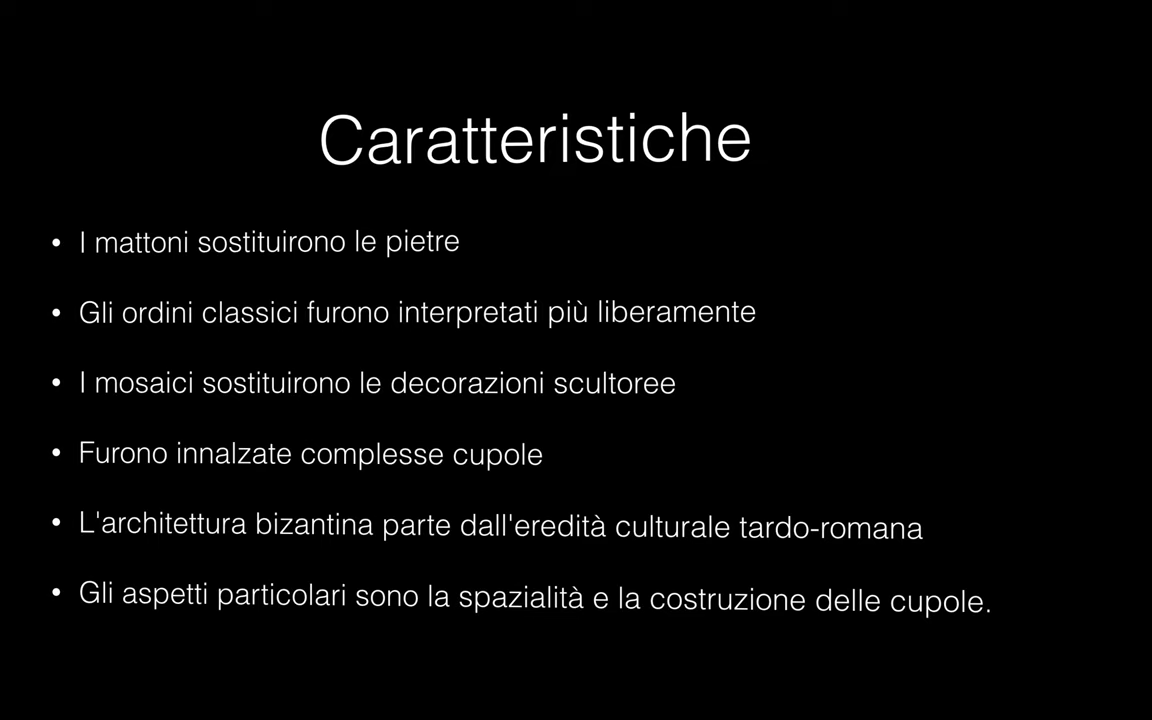 Caratteristiche
• I mattoni sostituirono le pietre
• Gli ordini classici furono interpretati più liberamente
• I mosaici sostituirono le decorazioni scultoree
• Furono innalzate complesse cupole
• L'architettura bizantina parte dall'eredità culturale tardo-romana
• Gli aspetti particolari sono la spazialità e la costruzione delle cupole.